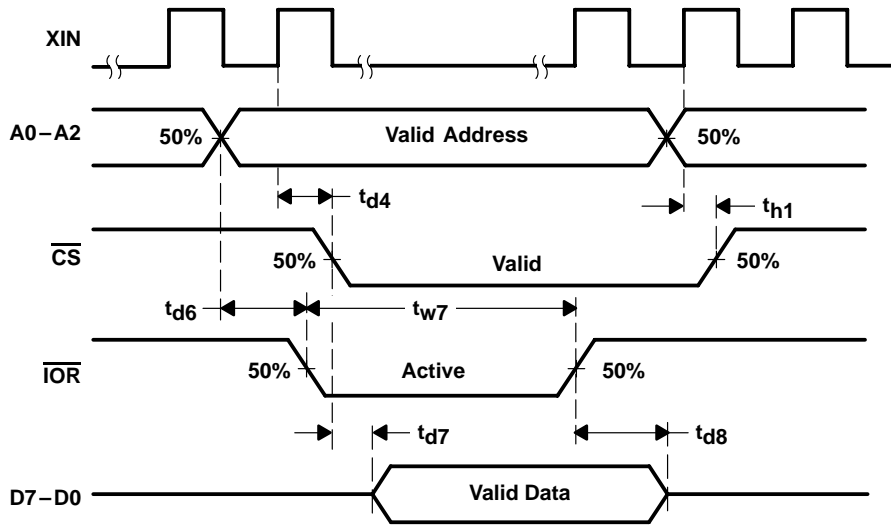 XIN
A0–A2
50%
Valid Address
50%
td4
th1
CS
50%
Valid
50%
td6
tw7
IOR
50%
Active
50%
td7
td8
D7–D0
Valid Data